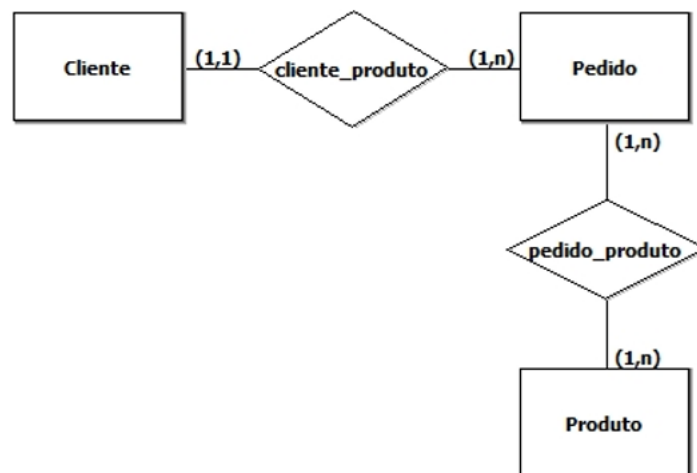 Cliente
(1,1)
cliente_produto
(1,n)
Pedido
(1,n)
pedido_produto
(1,n)
Produto